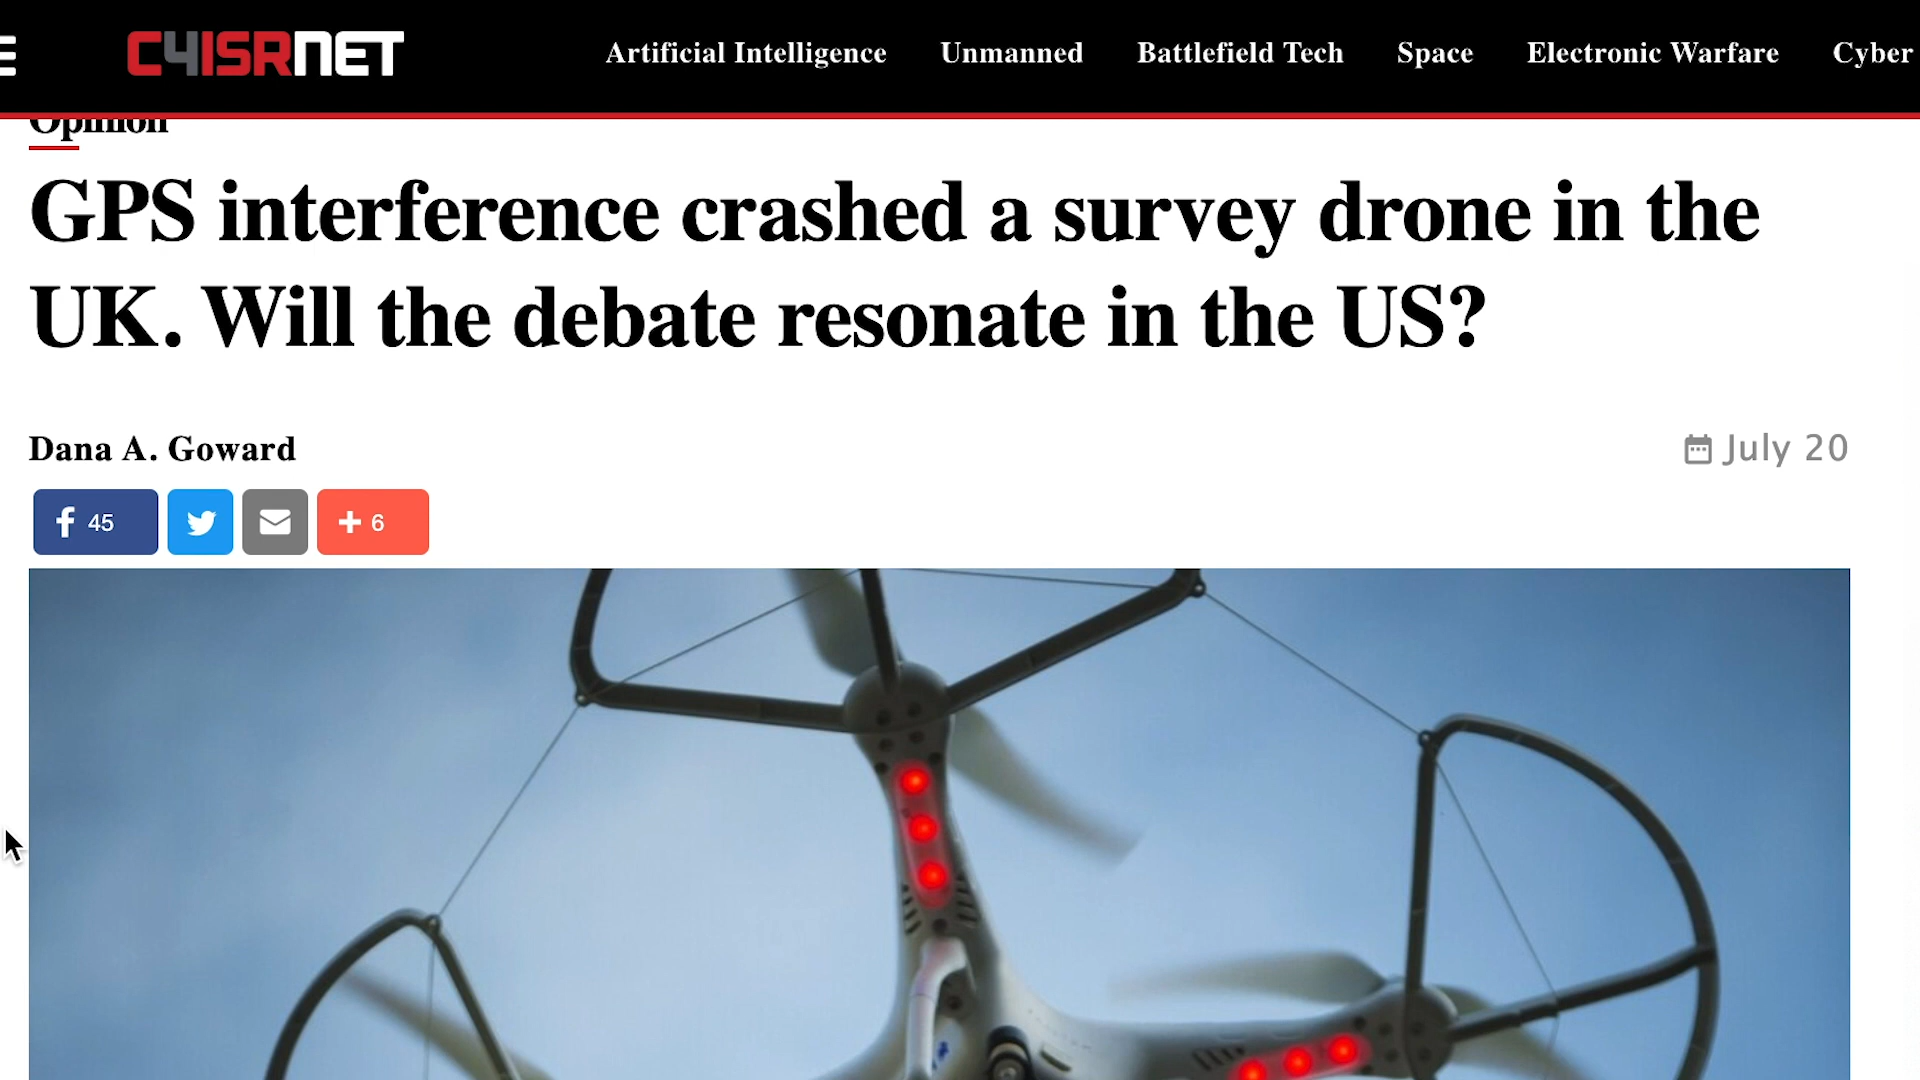 C4ISRNET
Artificial Intelligence Unmanned Battlefield Tech Space Electronic Warfare Cyber
Opinion
GPS interference crashed a survey drone in the
UK. Will the debate resonate in the US?
Dana A. Goward July 20
45 6